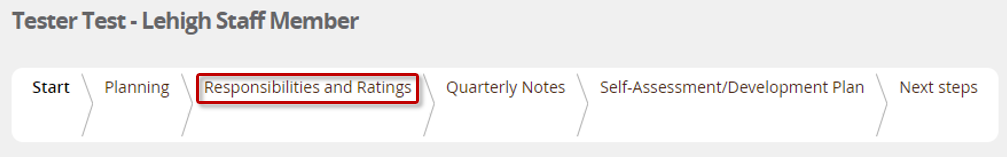 Tester Test - Lehigh Staff Member
Start Planning Responsibilities and Ratings Quarterly Notes Self-Assessment/Development Plan Next steps